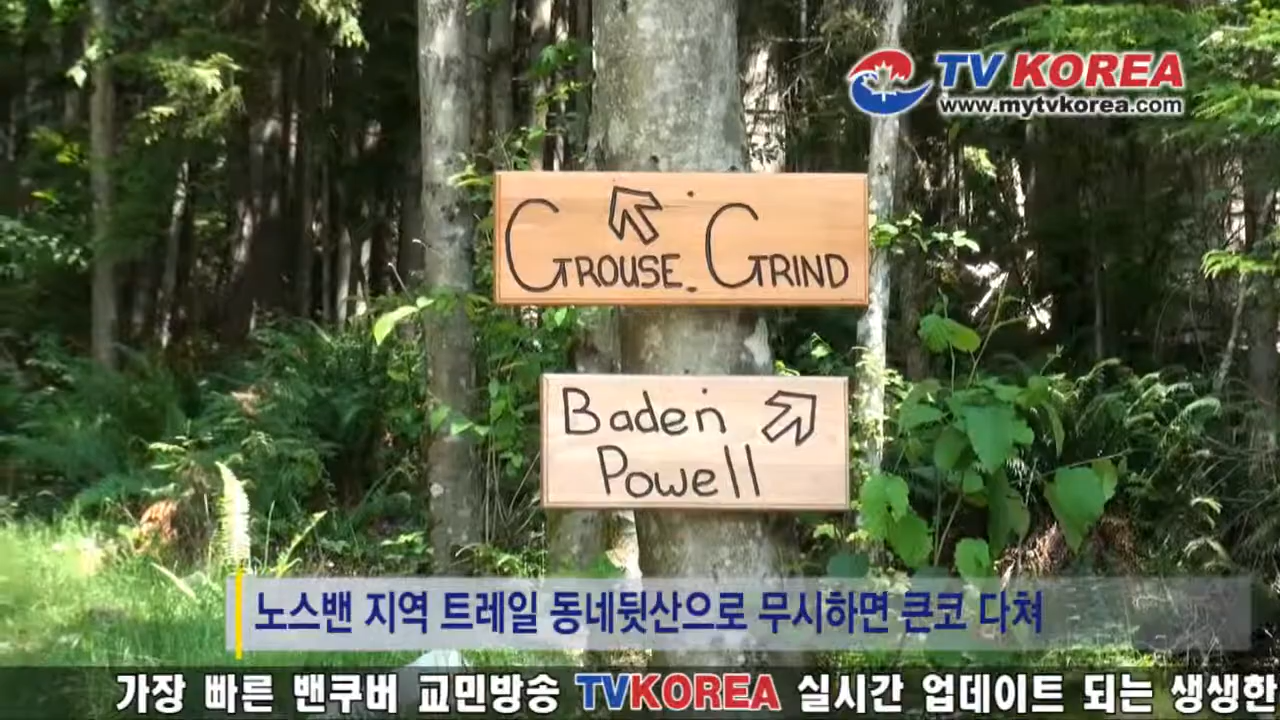 TV KOREA
www.mytvkorea.com
GROUSE GRIND
Baden
Powell
노스밴 지역 트레일 동네뒷산으로 무시하면 큰코 다쳐
가장 빠른 밴쿠버 교민방송 TVKOREA 실시간 업데이트 되는 생생한